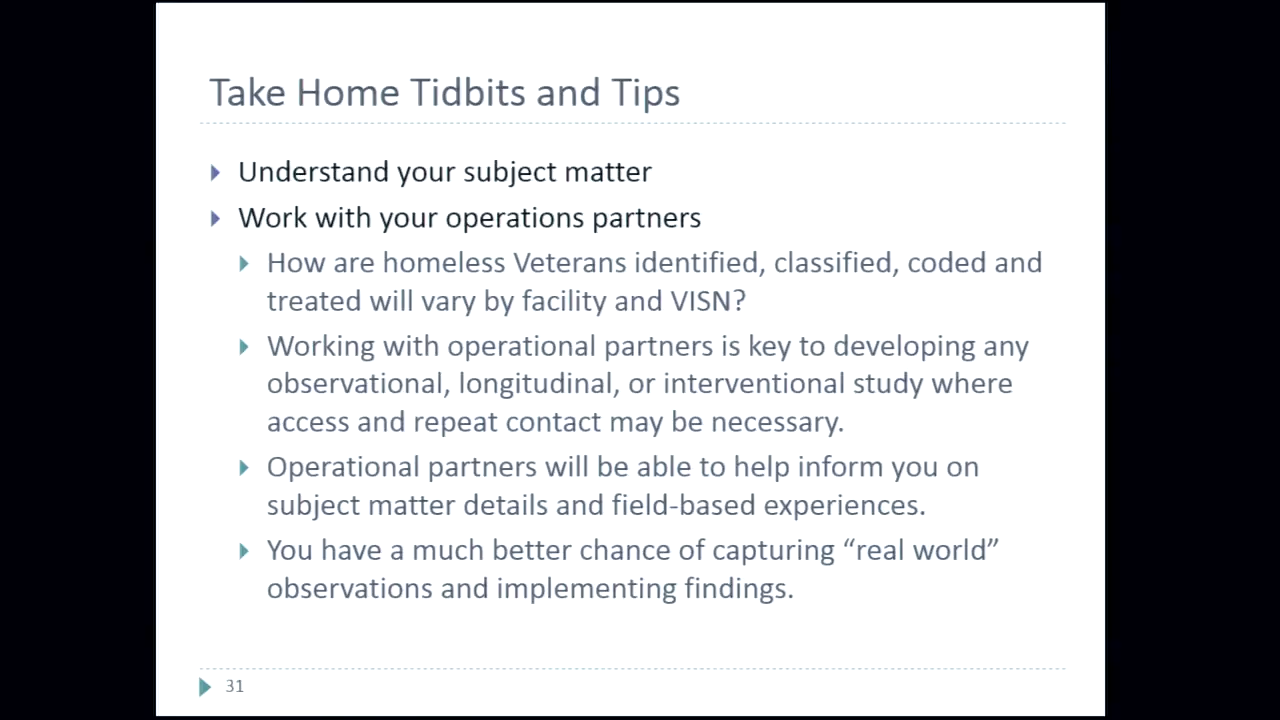 Take Home Tidbits and Tips
Understand your subject matter
Work with your operations partners
How are homeless Veterans identified, classified, coded and
treated will vary by facility and VISN?
Working with operational partners is key to developing any
observational, longitudinal, or interventional study where
access and repeat contact may be necessary.
Operational partners will be able to help inform you on
subject matter details and field-based experiences.
You have a much better chance of capturing “real world”
observations and implementing findings.
31